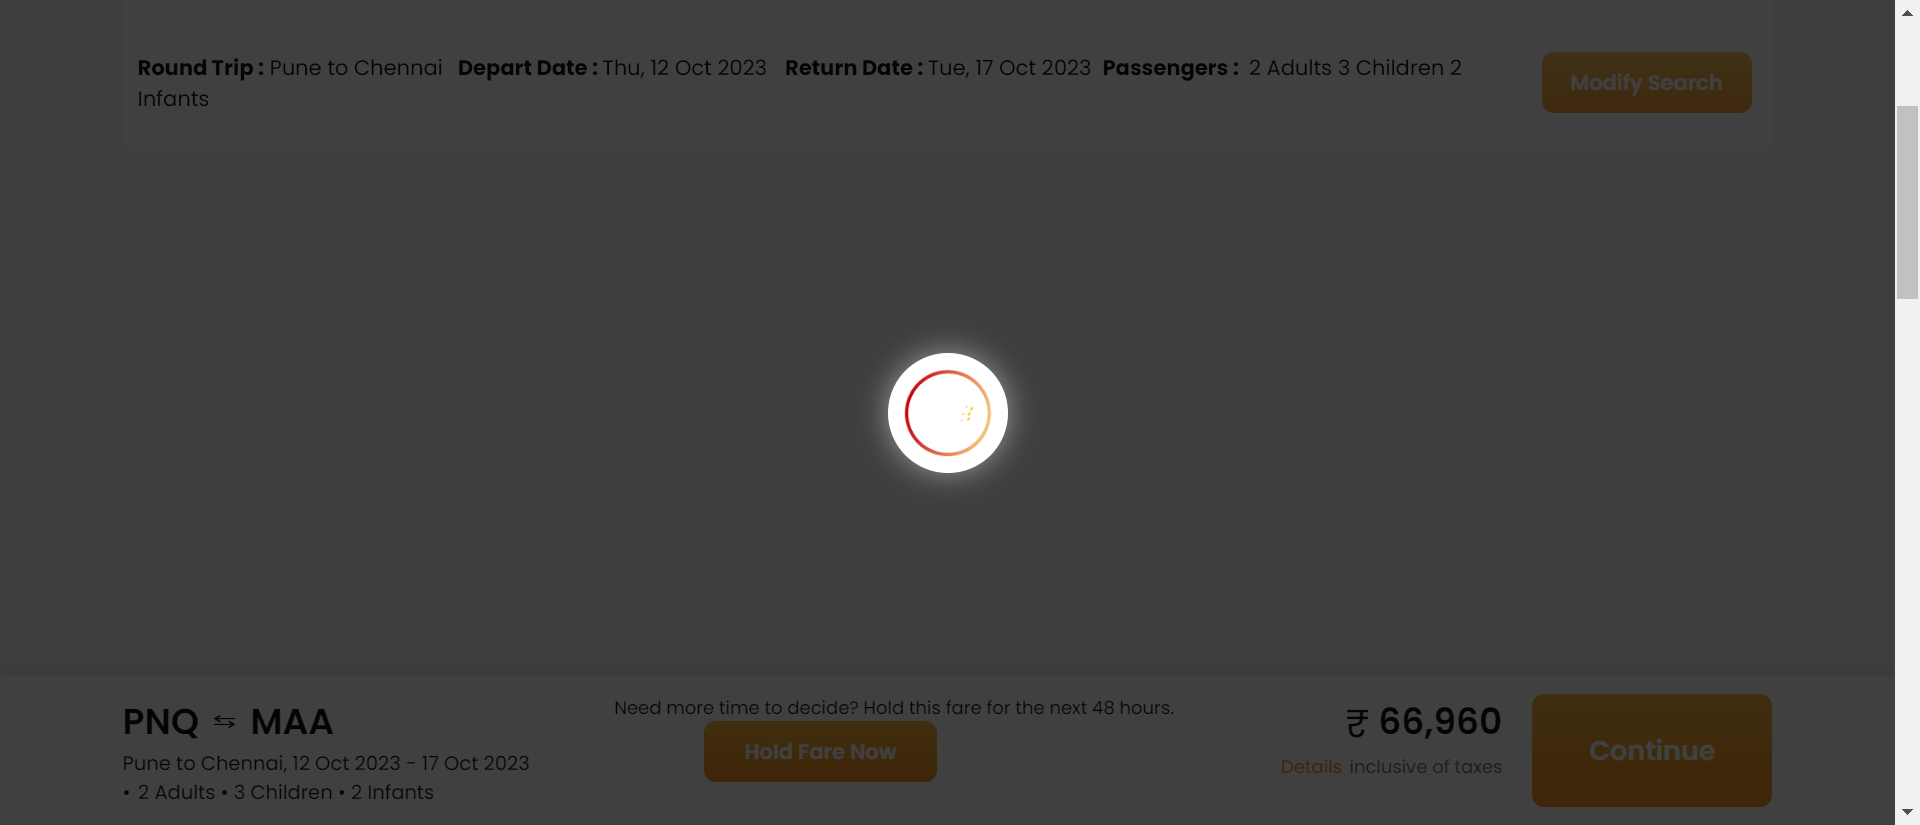 Round Trip : Pune to Chennai Depart Date : Thu, 12 Oct 2023 Return Date : Tue, 17 Oct 2023 Passengers : 2 Adults 3 Children 2
Infants
Modify Search
PNQ ⇆ MAA
Pune to Chennai, 12 Oct 2023 - 17 Oct 2023
• 2 Adults • 3 Children • 2 Infants
Need more time to decide? Hold this fare for the next 48 hours.
Hold Fare Now
₹ 66,960
Details inclusive of taxes
Continue